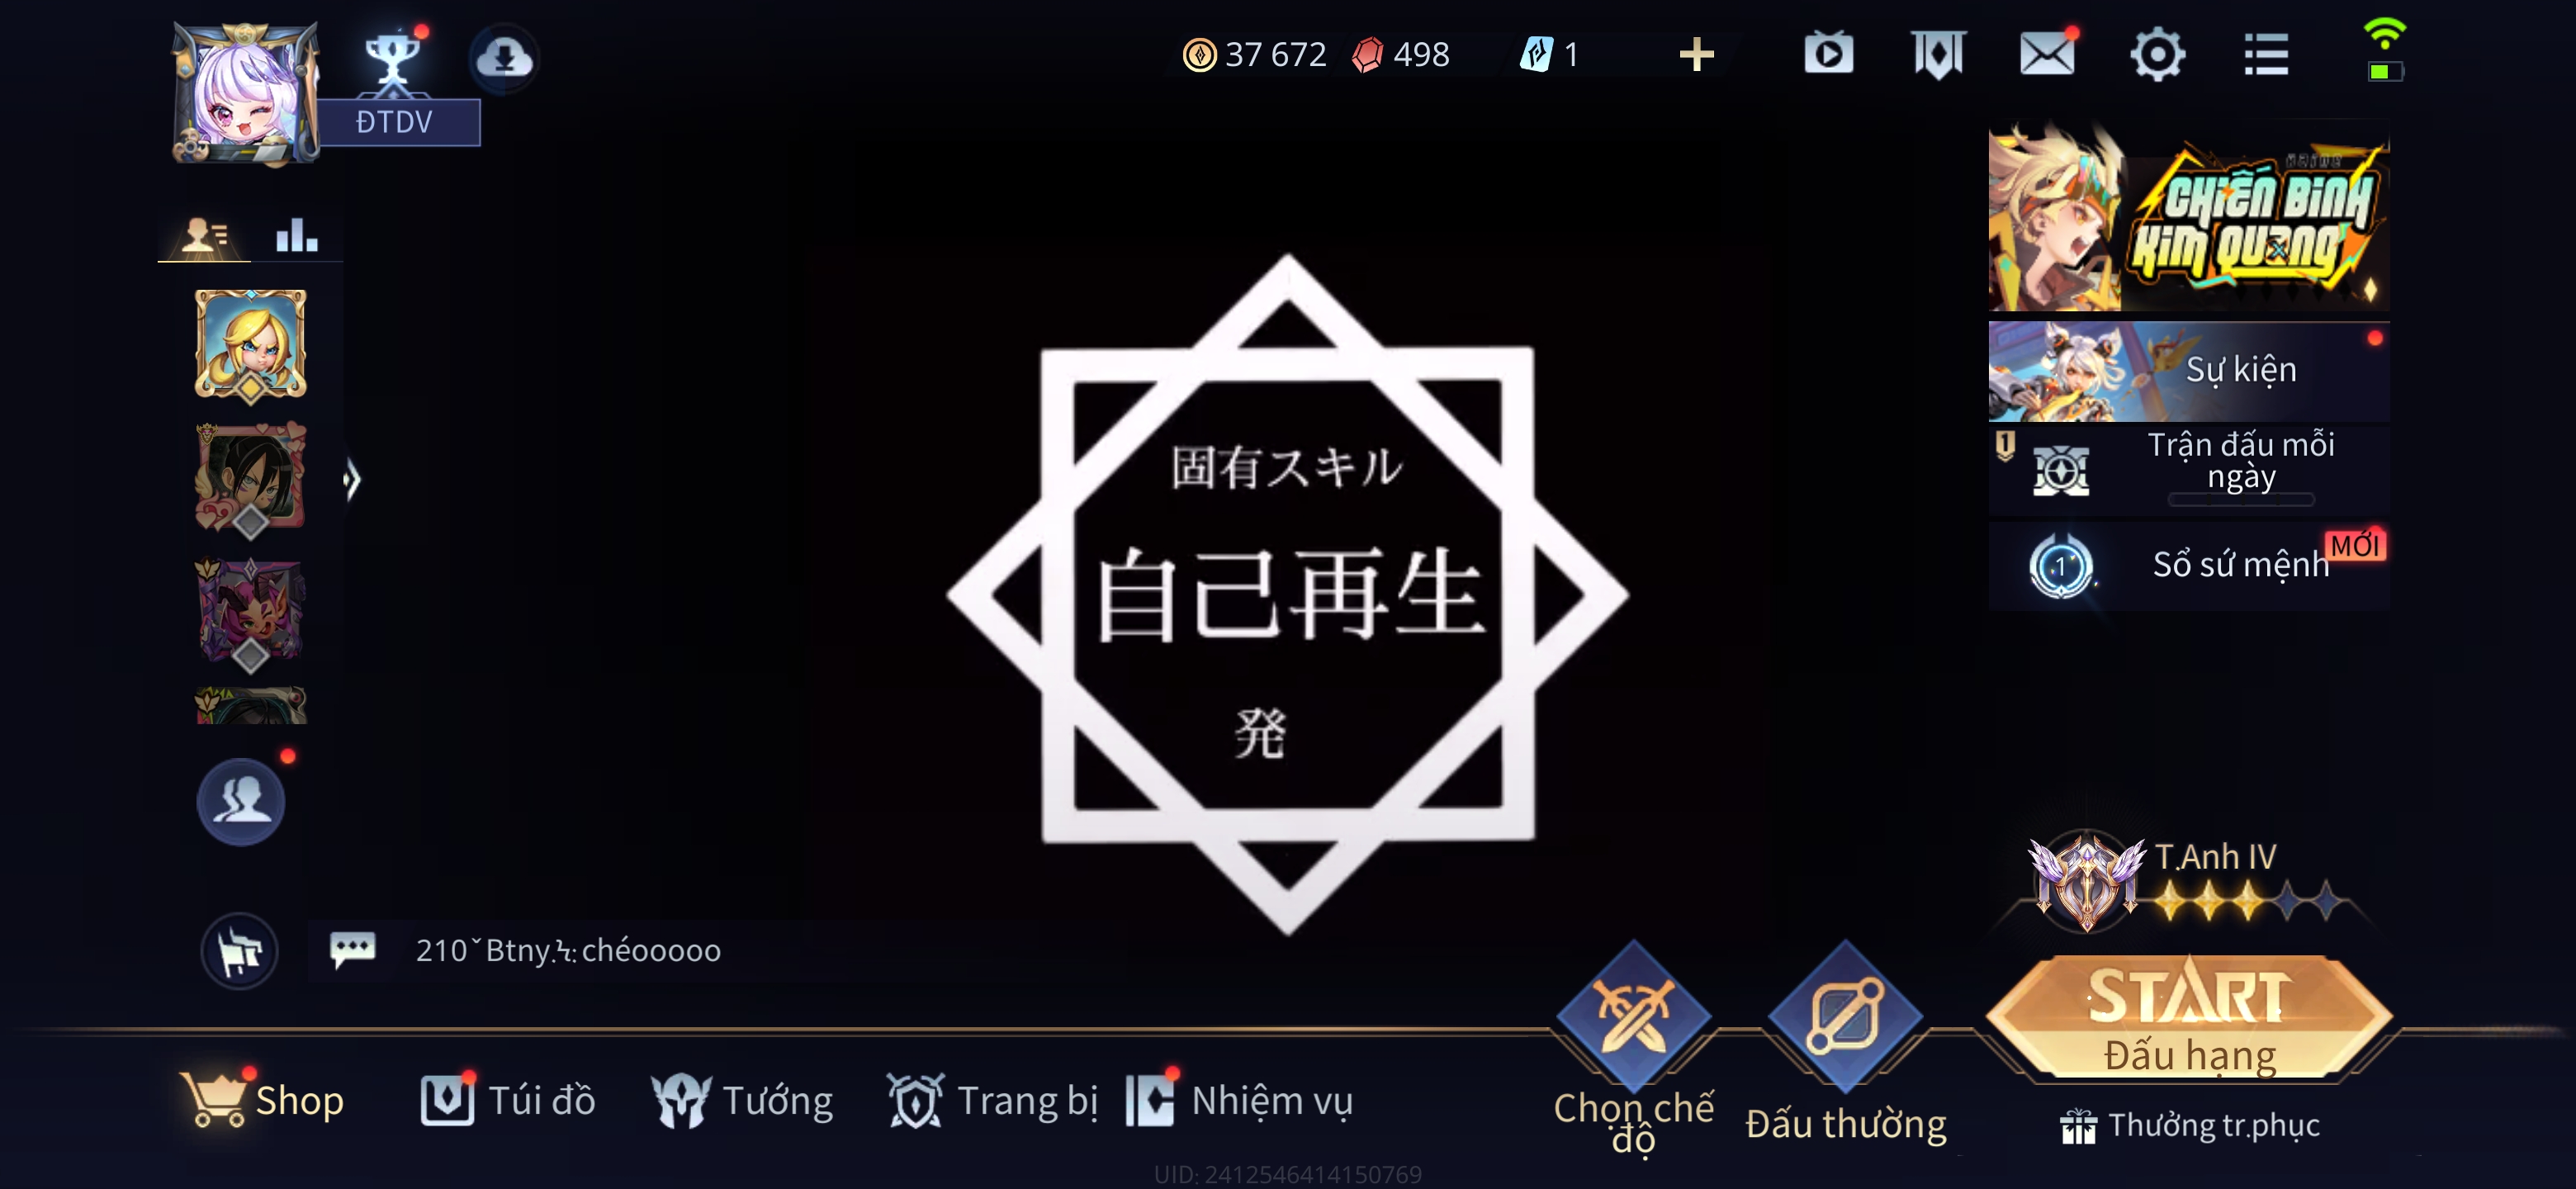 37 672
498
1
ĐTDV
CHIẾN BINH
KIM QUANG
Sự kiện
1
Trận đấu mỗi
ngày
MỚI
1
Sổ sứ mệnh
固有スキル
自己再生
発
T.Anh IV
210ˇBtny.ϟ: chéooooo
START
Đấu hạng
Shop
Túi đồ
Tướng
Trang bị
Nhiệm vụ
Chọn chế
độ
Đấu thường
Thưởng tr.phục
UID: 2412546414150769